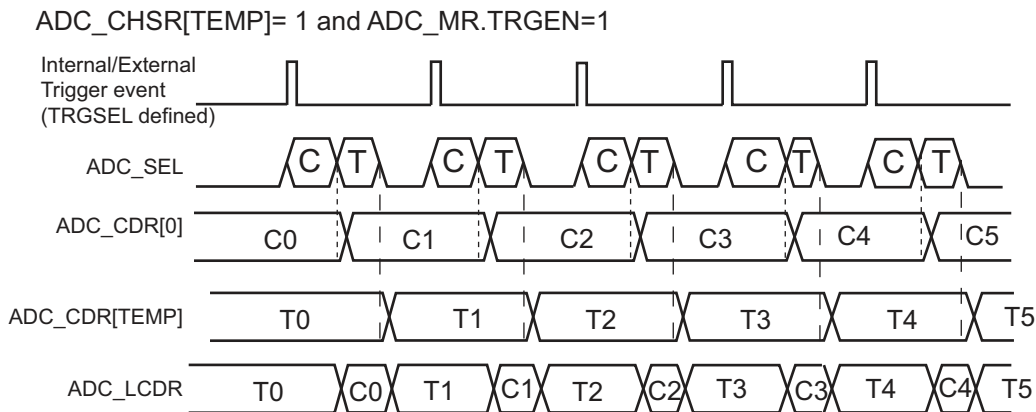 ADC_CHSR[TEMP]= 1 and ADC_MR.TRGEN=1
Internal/External
Trigger event
(TRGSEL defined)
ADC_SEL C T C T C T C T C T
ADC_CDR[0] C0 C1 C2 C3 C4 C5
ADC_CDR[TEMP] T0 T1 T2 T3 T4 T5
ADC_LCDR T0 C0 T1 C1 T2 C2 T3 C3 T4 C4 T5